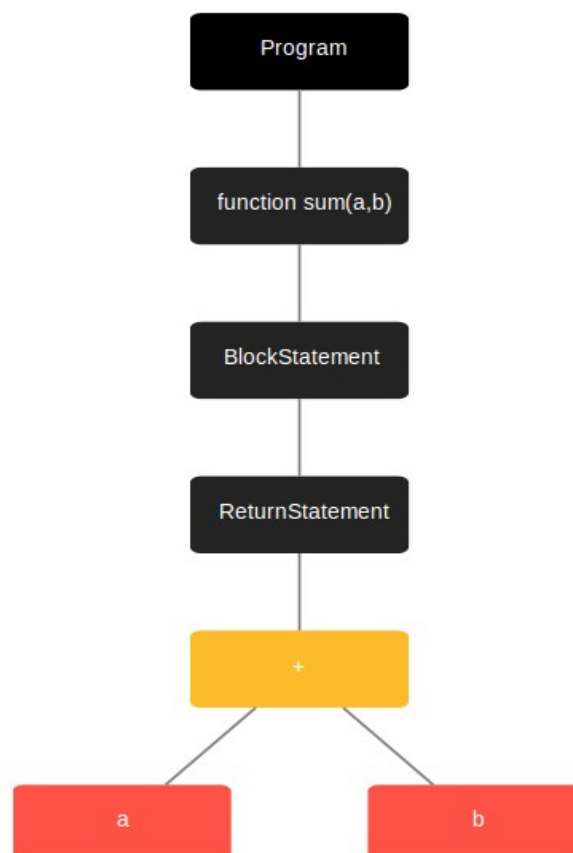 Program
function sum(a,b)
BlockStatement
ReturnStatement
+
a
b